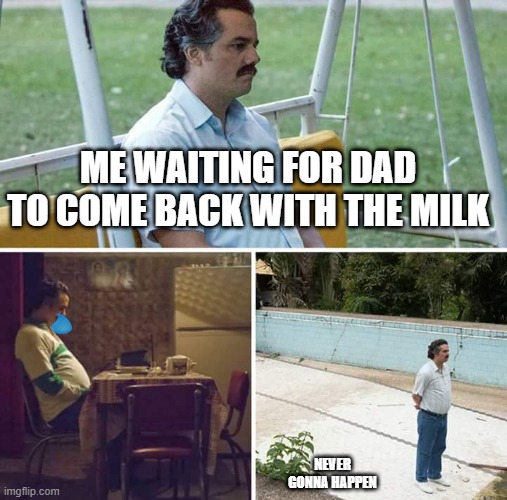 ME WAITING FOR DAD
TO COME BACK WITH THE MILK
NEVER
GONNA HAPPEN
imgflip.com